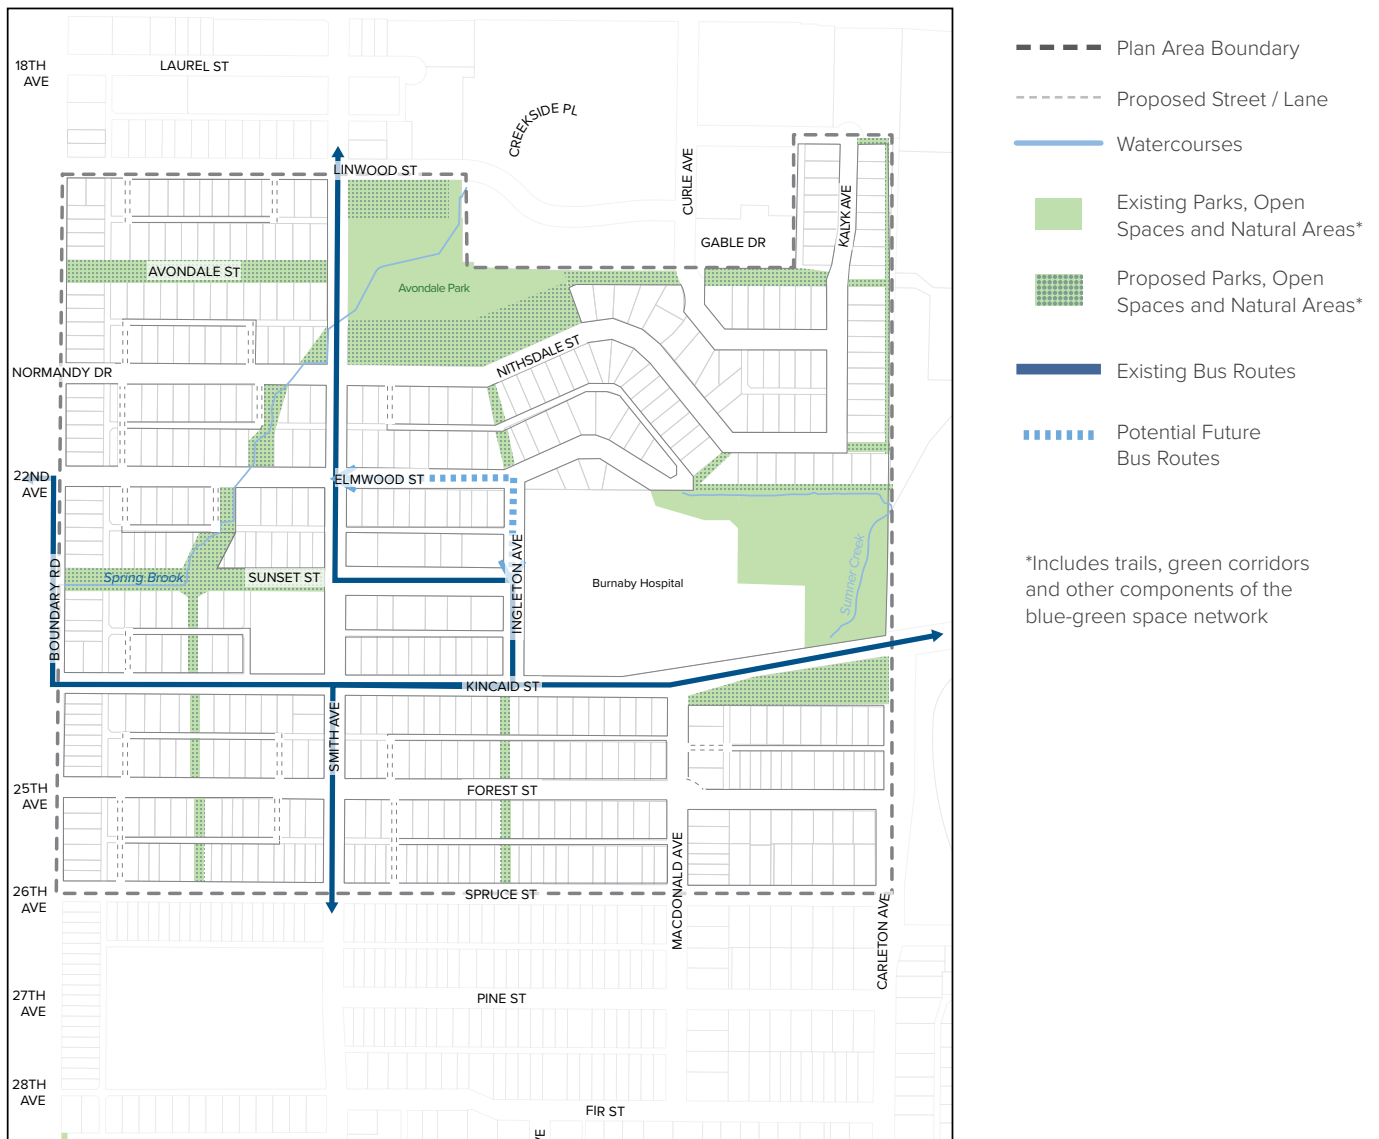 18TH
AVE
LAUREL ST
CREEKSIDE PL
LINWOOD ST
CURLE AVE
KALYK AVE
GABLE DR
AVONDALE ST
Avondale Park
NITHSDALE ST
NORMANDY DR
22ND
AVE
ELMWOOD ST
BOUNDARY RD
Spring Brook
SUNSET ST
INGLETON AVE
Burnaby Hospital
Sumner Creek
KINCAID ST
SMITH AVE
25TH
AVE
FOREST ST
MACDONALD AVE
26TH
AVE
SPRUCE ST
CARLETON AVE
27TH
AVE
PINE ST
28TH
AVE
FIR ST
VE
Plan Area Boundary
Proposed Street / Lane
Watercourses
Existing Parks, Open
Spaces and Natural Areas*
Proposed Parks, Open
Spaces and Natural Areas*
Existing Bus Routes
Potential Future
Bus Routes
*Includes trails, green corridors
and other components of the
blue-green space network